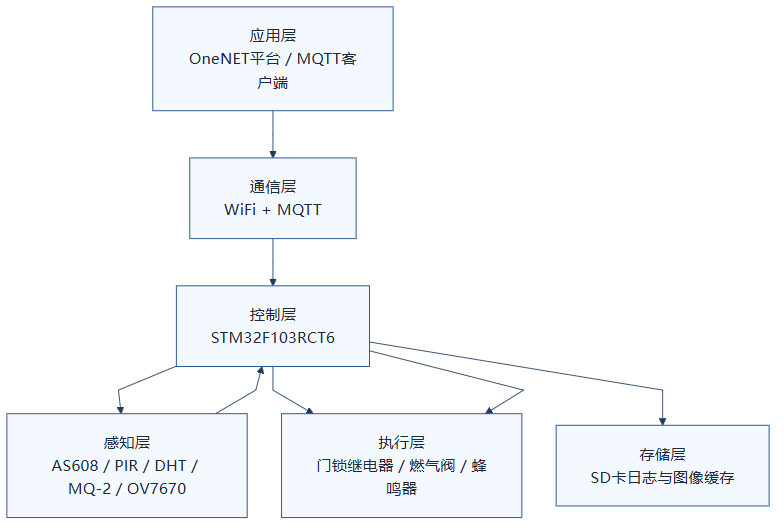 应用层
OneNET平台 / MQTT客
户端
通信层
WiFi + MQTT
控制层
STM32F103RCT6
感知层
AS608 / PIR / DHT /
MQ-2 / OV7670
执行层
门锁继电器 / 燃气阀 / 蜂
鸣器
存储层
SD卡日志与图像缓存